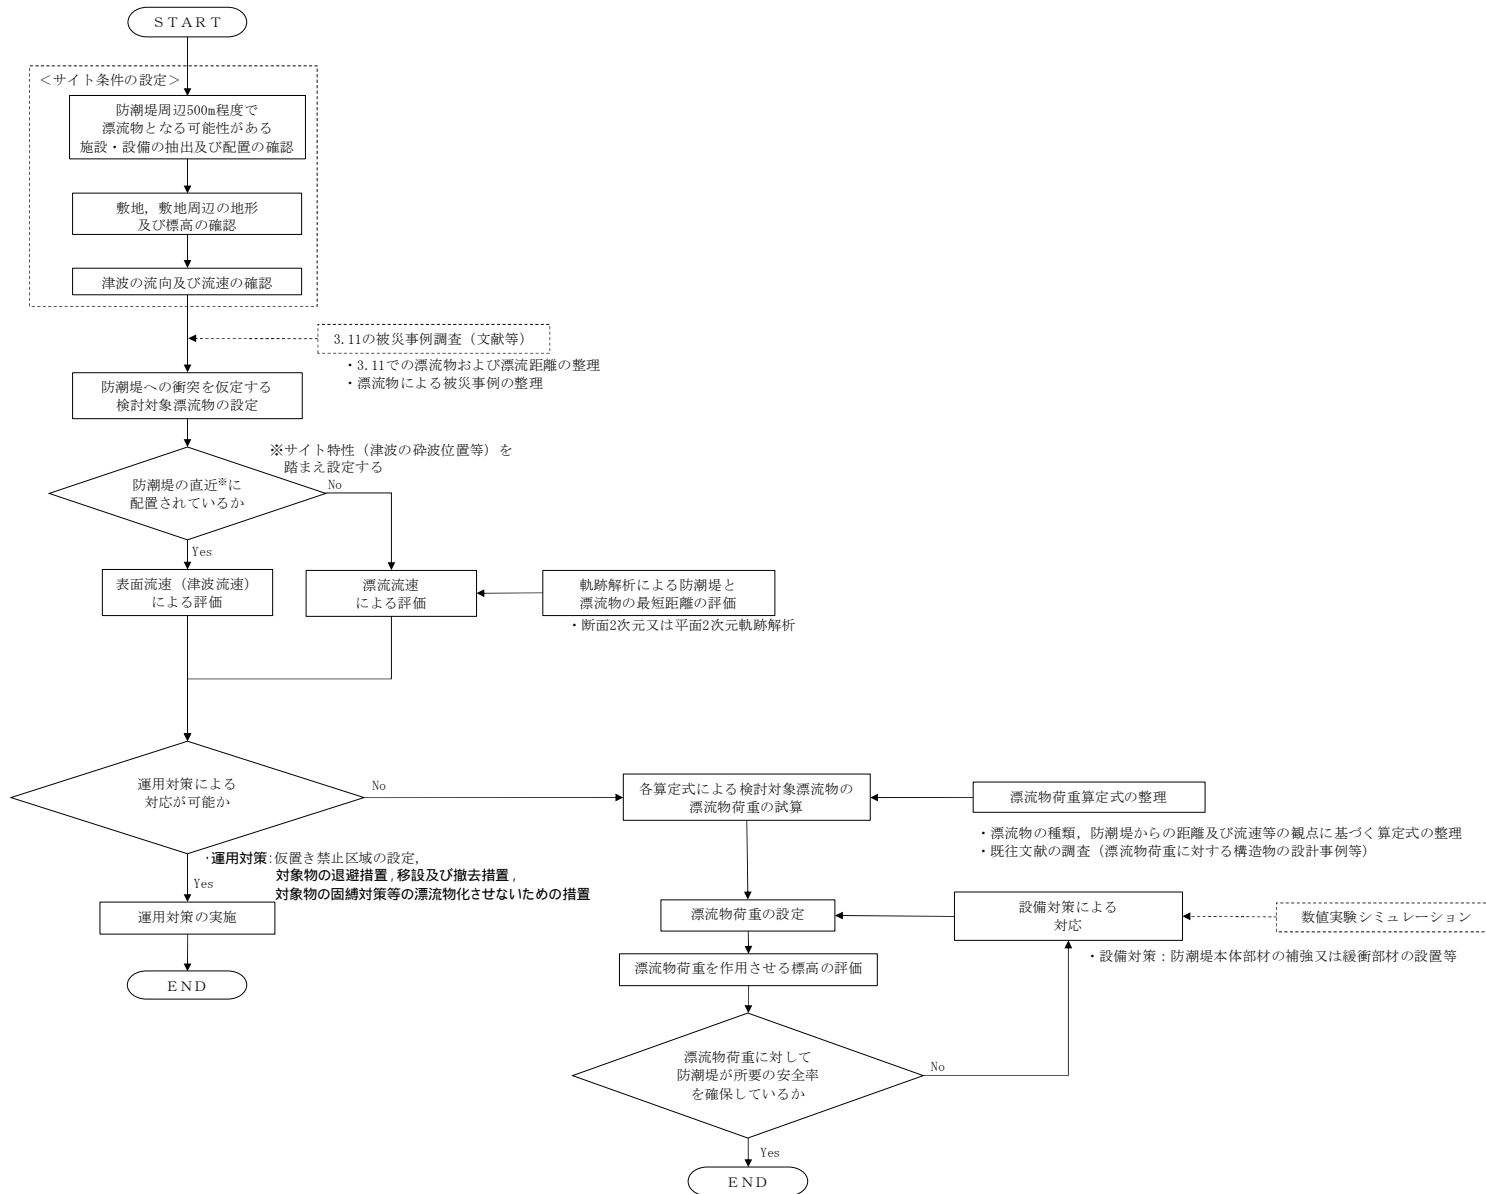 ＳＴＡＲＴ
＜サイト条件の設定＞
防潮堤周辺500m程度で
漂流物となる可能性がある
施設・設備の抽出及び配置の確認
敷地，敷地周辺の地形
及び標高の確認
津波の流向及び流速の確認
3.11の被災事例調査（文献等）
・3.11での漂流物および漂流距離の整理
・漂流物による被災事例の整理
防潮堤への衝突を仮定する
検討対象漂流物の設定
※サイト特性（津波の砕波位置等）を
踏まえ設定する
防潮堤の直近※に
配置されているか
No
Yes
表面流速（津波流速）
による評価
漂流流速
による評価
軌跡解析による防潮堤と
漂流物の最短距離の評価
・断面2次元又は平面2次元軌跡解析
運用対策による
対応が可能か
No
Yes
・運用対策：仮置き禁止区域の設定，
対象物の退避措置，移設及び撤去措置，
対象物の固縛対策等の漂流物化させないための措置
運用対策の実施
ＥＮＤ
各算定式による検討対象漂流物の
漂流物荷重の試算
漂流物荷重算定式の整理
・漂流物の種類，防潮堤からの距離及び流速等の観点に基づく算定式の整理
・既往文献の調査（漂流物荷重に対する構造物の設計事例等）
漂流物荷重の設定
設備対策による
対応
数値実験シミュレーション
・設備対策：防潮堤本体部材の補強又は緩衝部材の設置等
漂流物荷重を作用させる標高の評価
漂流物荷重に対して
防潮堤が所要の安全率
を確保しているか
No
Yes
ＥＮＤ